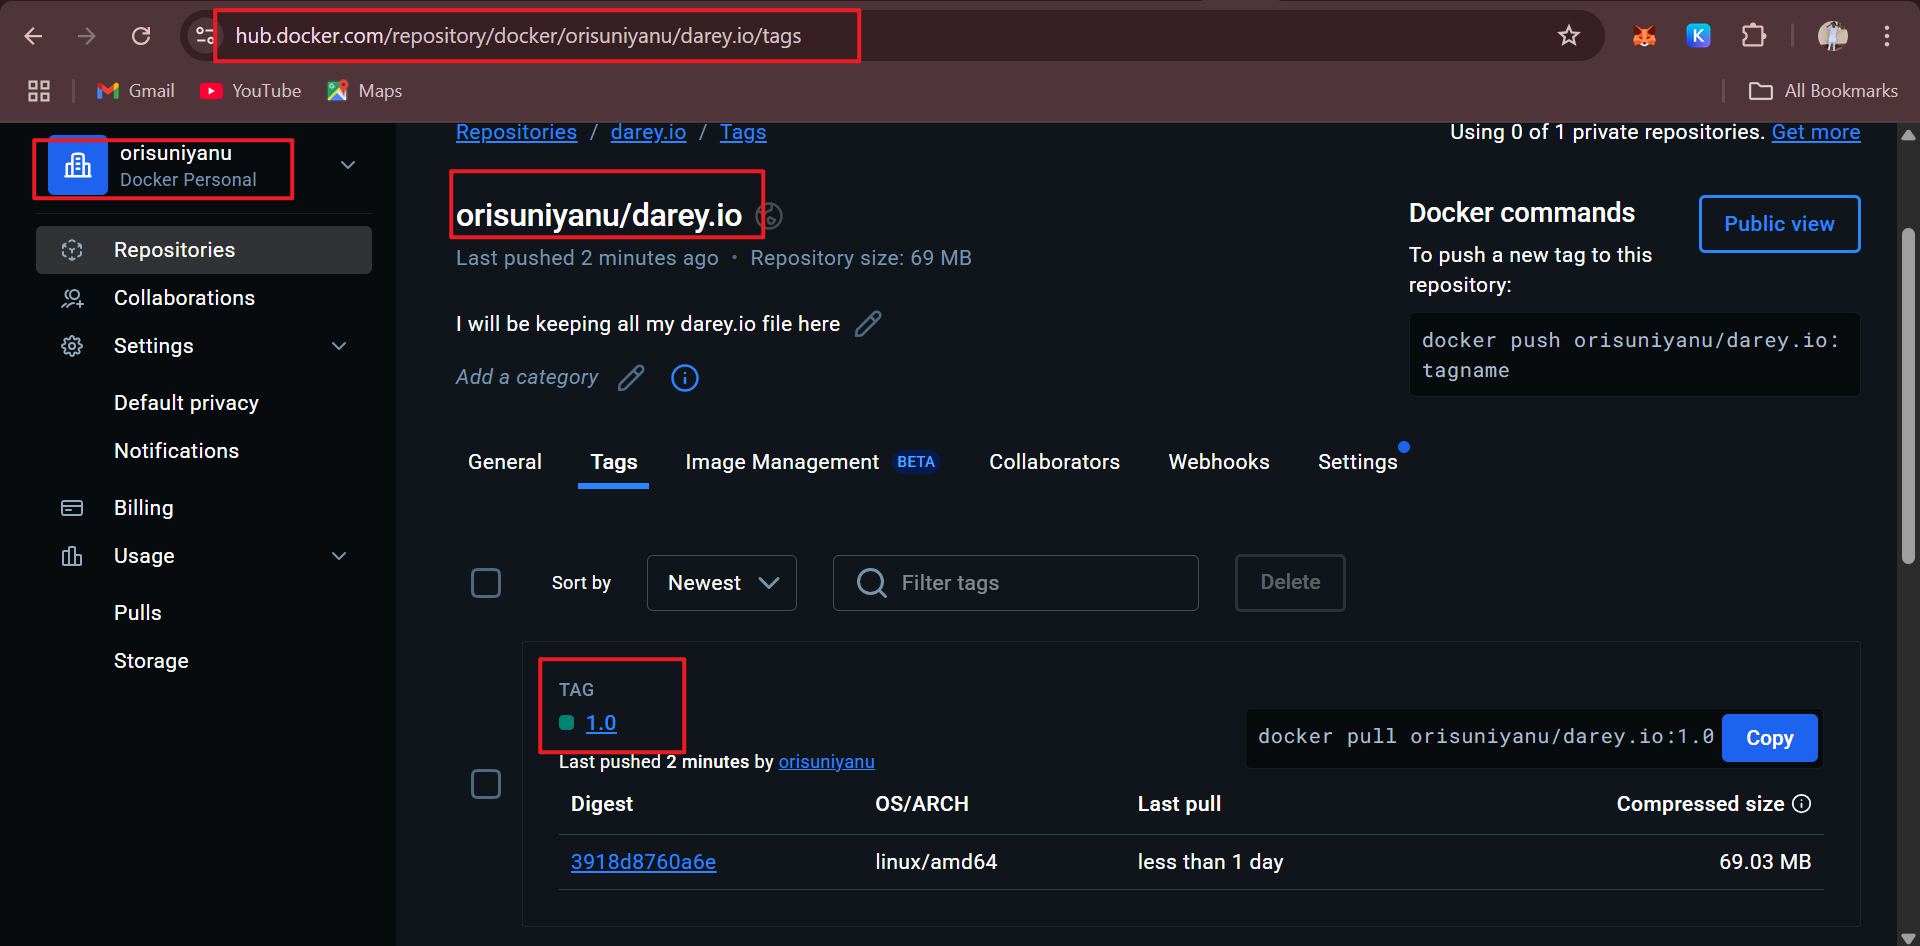 hub.docker.com/repository/docker/orisuniyanu/darey.io/tags
K
Gmail
YouTube
Maps
All Bookmarks
orisuniyanu
Docker Personal
Repositories
Collaborations
Settings
Default privacy
Notifications
Billing
Usage
Pulls
Storage
Repositories / darey.io / Tags
Using 0 of 1 private repositories. Get more
orisuniyanu/darey.io
Last pushed 2 minutes ago • Repository size: 69 MB
I will be keeping all my darey.io file here
Add a category
Docker commands
Public view
To push a new tag to this
repository:
docker push orisuniyanu/darey.io:
tagname
General Tags Image Management BETA Collaborators Webhooks Settings
Sort by Newest Filter tags Delete
TAG
1.0
Last pushed 2 minutes by orisuniyanu
docker pull orisuniyanu/darey.io:1.0 Copy
Digest OS/ARCH Last pull Compressed size
3918d8760a6e linux/amd64 less than 1 day 69.03 MB